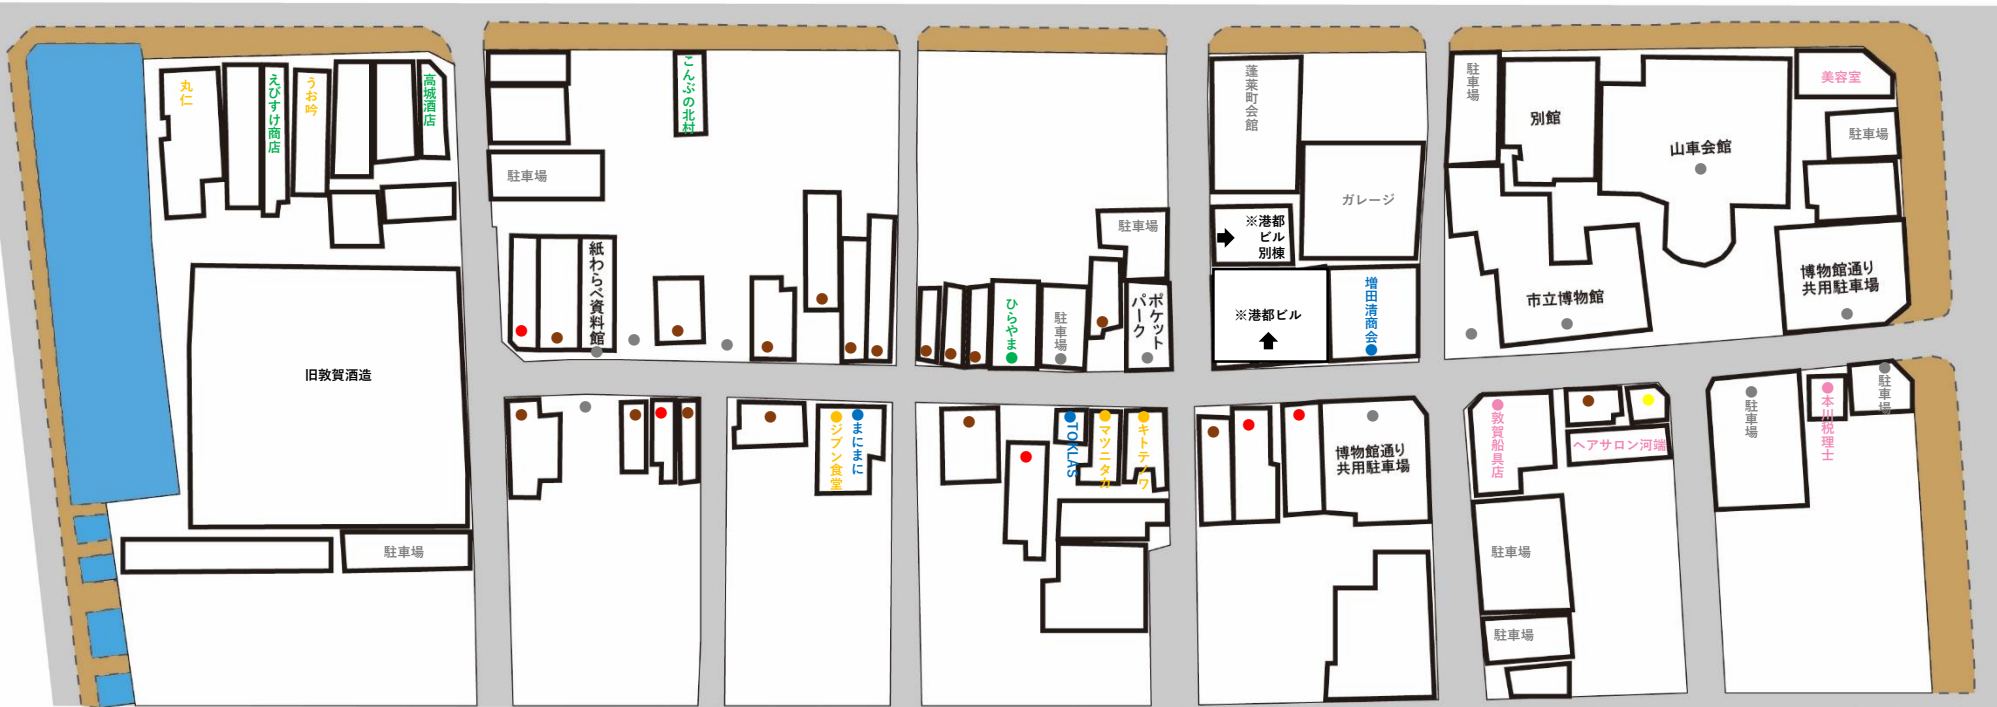 丸仁
えびすけ商店
うお吟
高城酒店
旧敦賀酒造
駐車場
こんぶの北村
駐車場
紙わらべ資料館
ひらやま
駐車場
駐車場
ポケット
パーク
蓬莱町会館
ガレージ
※港都
ビル
別棟
※港都ビル
増田清商会
駐車場
別館
山車会館
美容室
駐車場
市立博物館
博物館通り
共用駐車場
ジブン食堂
まにまに
TOKLAS
マツニタカ
キトテノワ
博物館通り
共用駐車場
敦賀船具店
ヘアサロン河端
駐車場
駐車場
駐車場
本川税理士
駐車場